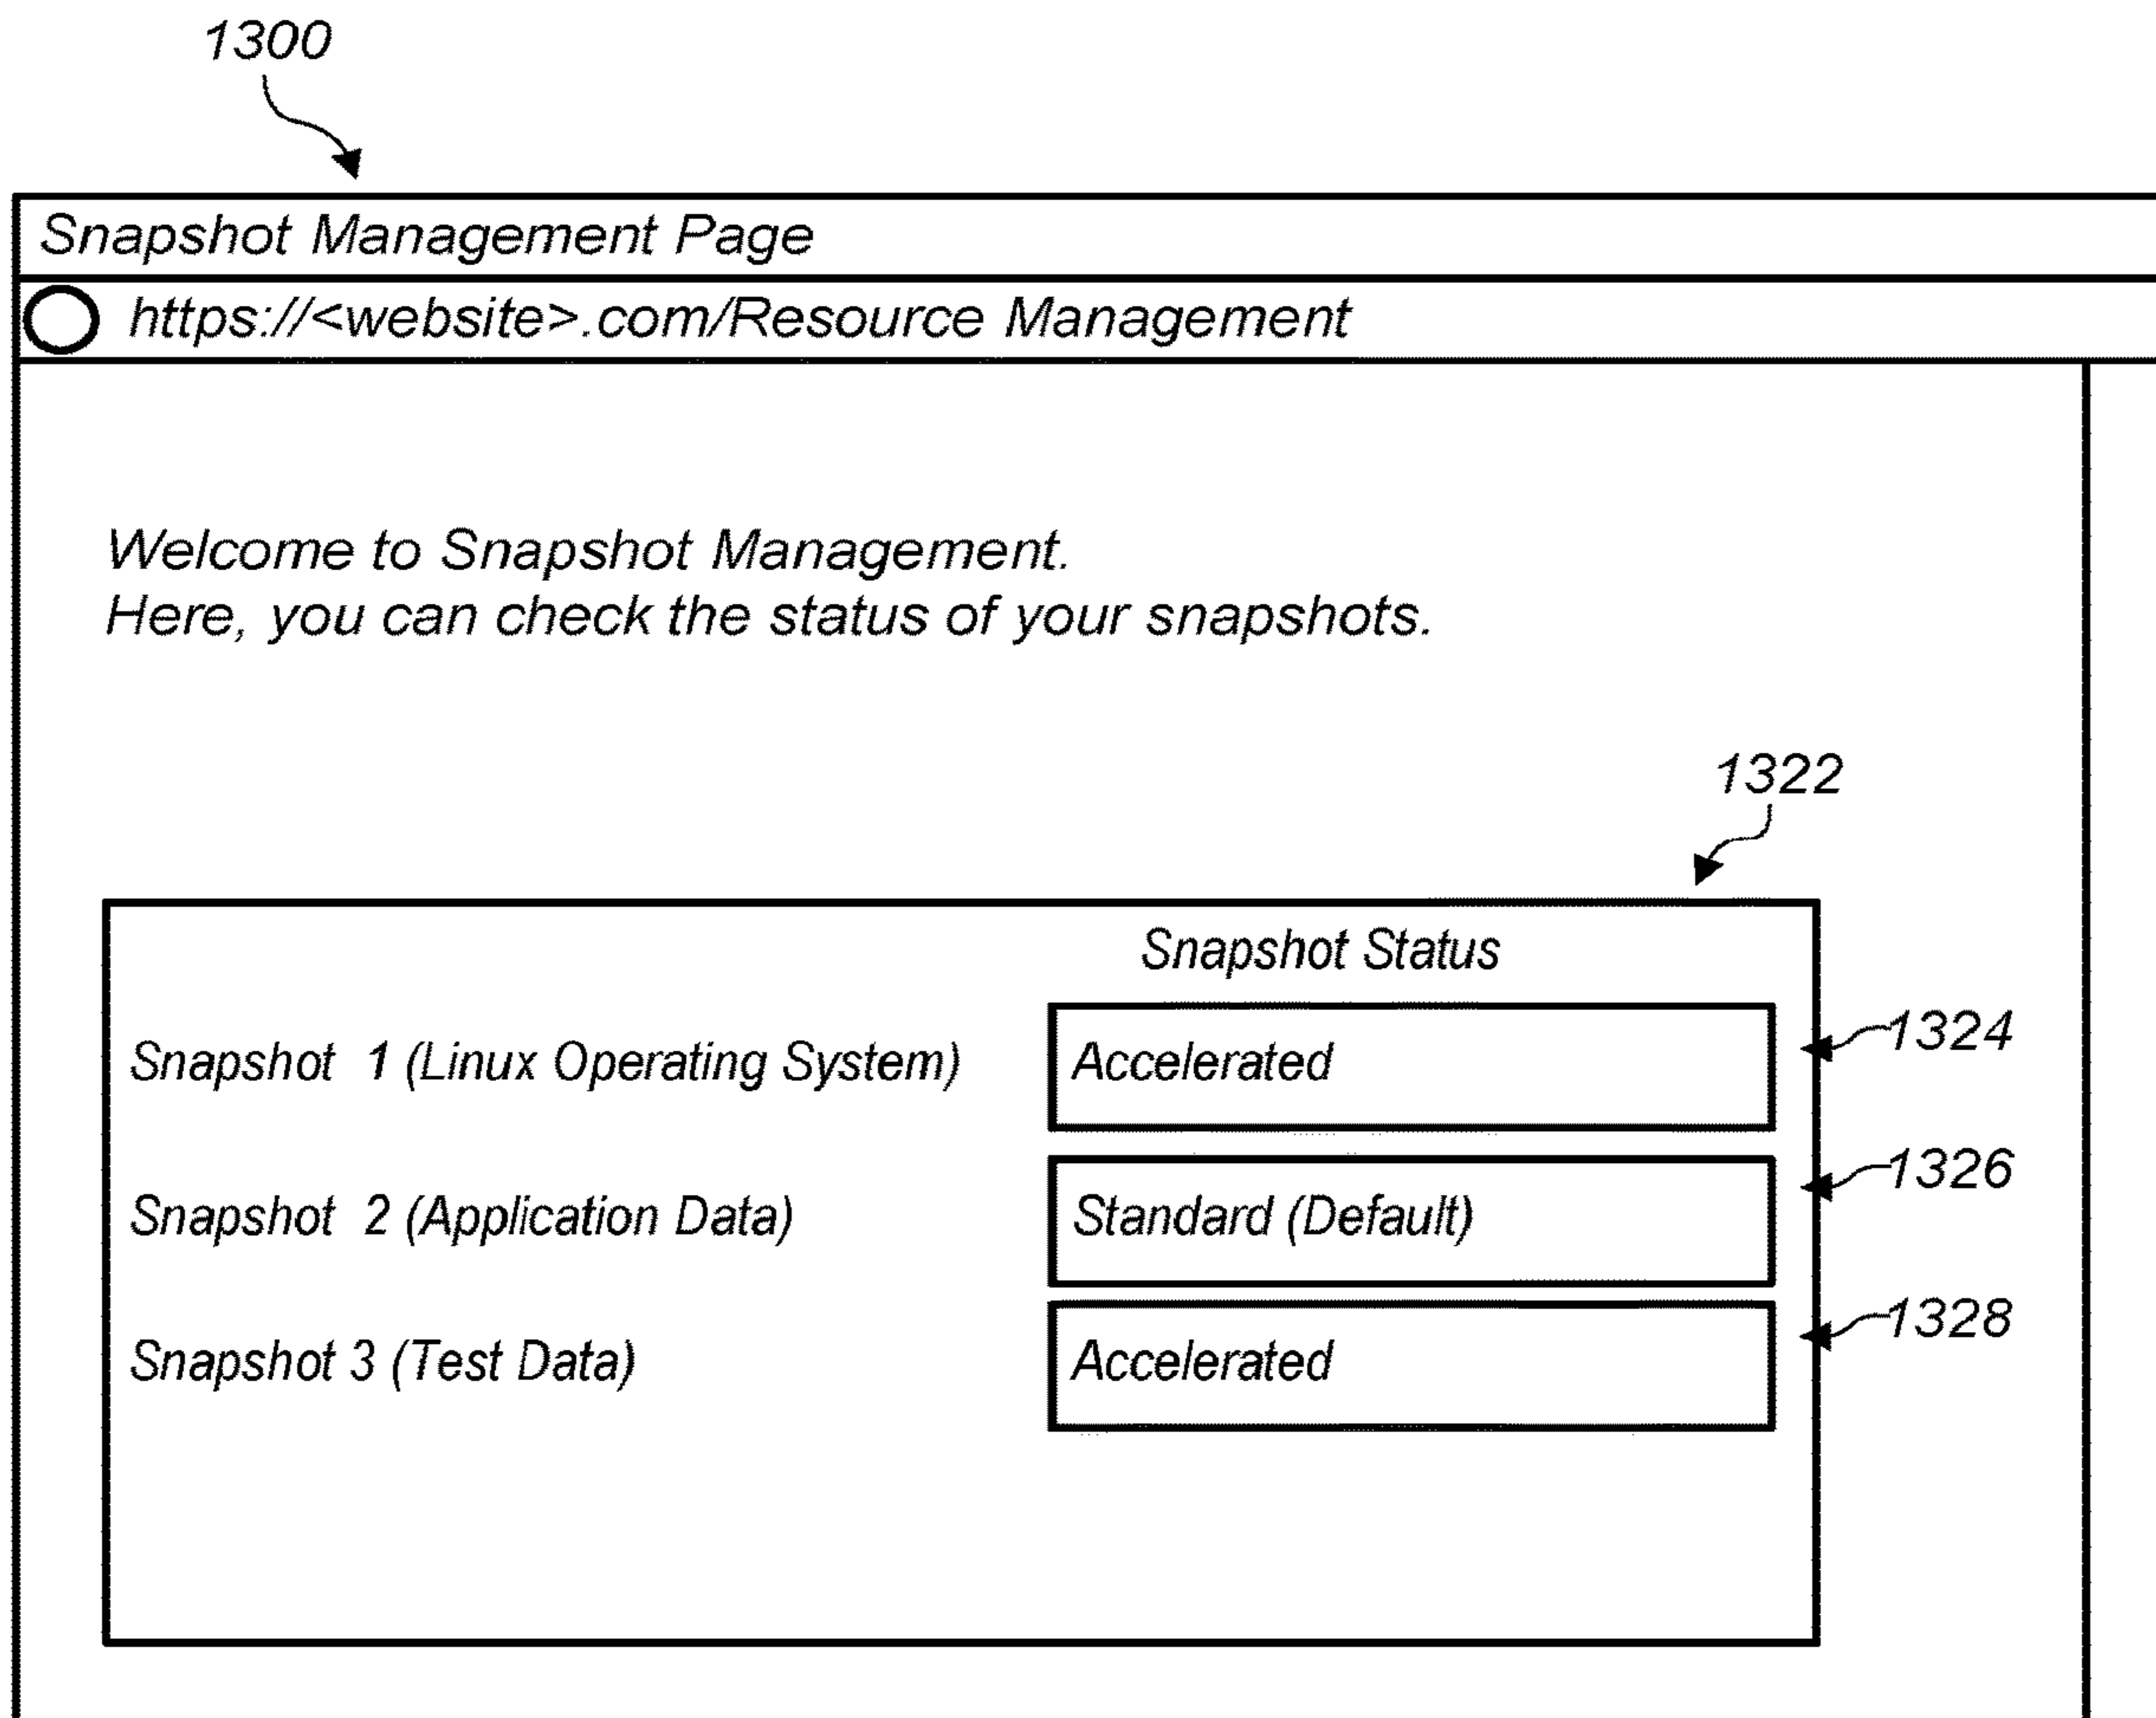 1300
Snapshot Management Page
https://<website>.com/Resource Management
Welcome to Snapshot Management.
Here, you can check the status of your snapshots.
1322
Snapshot Status
Snapshot 1 (Linux Operating System) Accelerated 1324
Snapshot 2 (Application Data) Standard (Default) 1326
Snapshot 3 (Test Data) Accelerated 1328